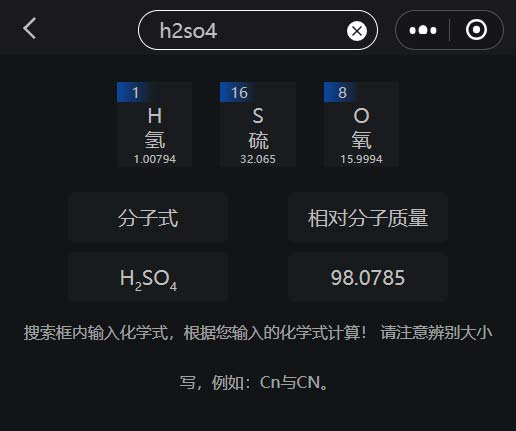 h2so4
1 16 8
H S O
氢 硫 氧
1.00794 32.065 15.9994
分子式 相对分子质量
H₂SO₄ 98.0785
搜索框内输入化学式，根据您输入的化学式计算！ 请注意辨别大小
写，例如：Cn与CN。